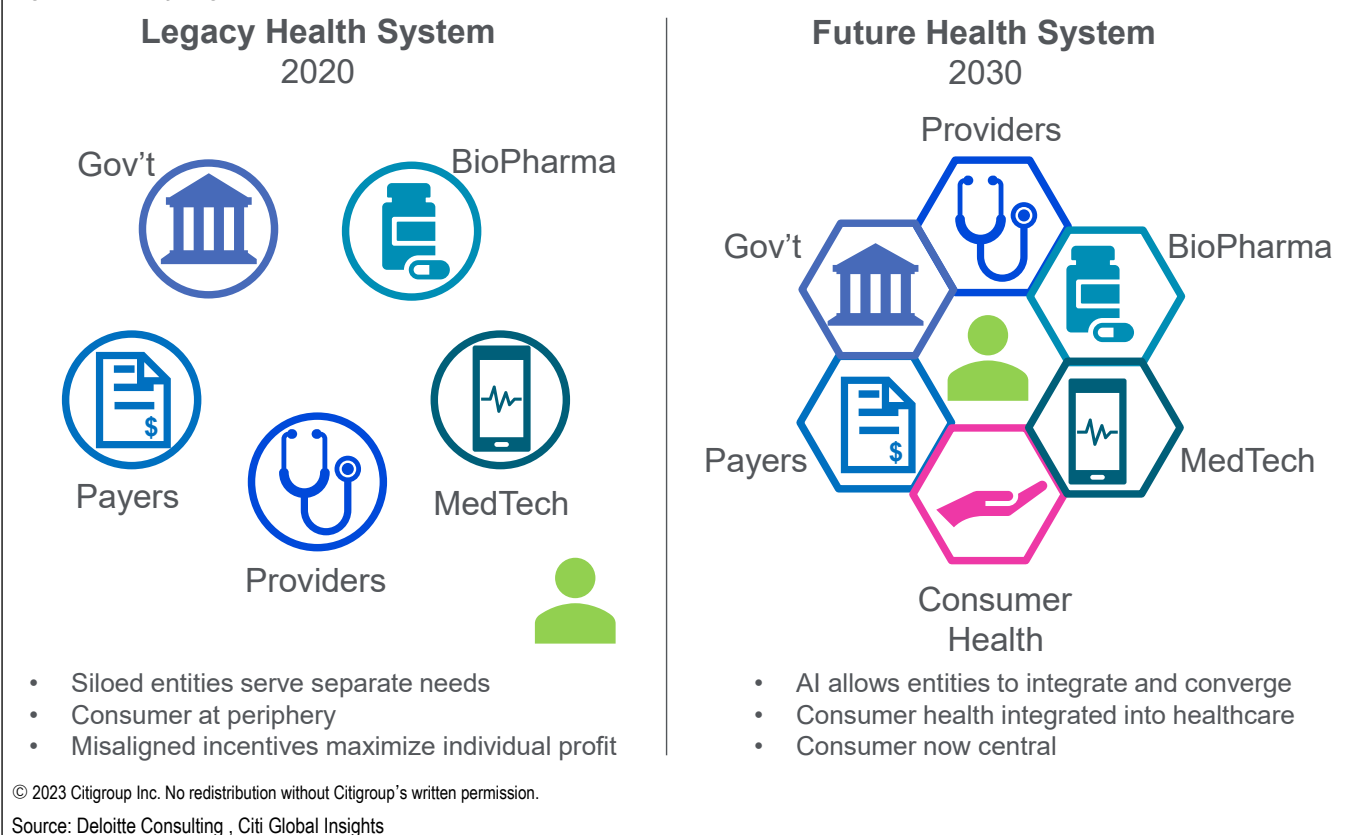 Legacy Health System
2020
Gov't
BioPharma
Payers
$
MedTech
Providers
• Siloed entities serve separate needs
• Consumer at periphery
• Misaligned incentives maximize individual profit
Future Health System
2030
Providers
Gov't
BioPharma
Payers
$
MedTech
Consumer
Health
• AI allows entities to integrate and converge
• Consumer health integrated into healthcare
• Consumer now central
© 2023 Citigroup Inc. No redistribution without Citigroup's written permission.
Source: Deloitte Consulting , Citi Global Insights